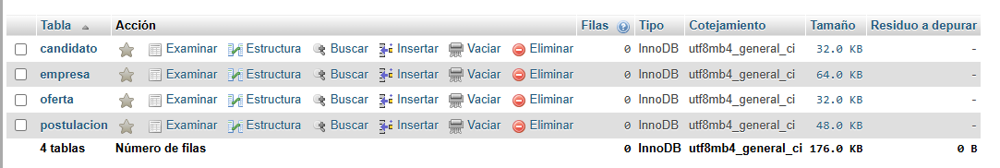 Tabla Acción Filas Tipo Cotejamiento Tamaño Residuo a depurar
candidato Examinar Estructura Buscar Insertar Vaciar Eliminar 0 InnoDB utf8mb4_general_ci 32.0 KB -
empresa Examinar Estructura Buscar Insertar Vaciar Eliminar 0 InnoDB utf8mb4_general_ci 64.0 KB -
oferta Examinar Estructura Buscar Insertar Vaciar Eliminar 0 InnoDB utf8mb4_general_ci 32.0 KB -
postulacion Examinar Estructura Buscar Insertar Vaciar Eliminar 0 InnoDB utf8mb4_general_ci 48.0 KB -
4 tablas Número de filas 0 InnoDB utf8mb4_general_ci 176.0 KB 0 B